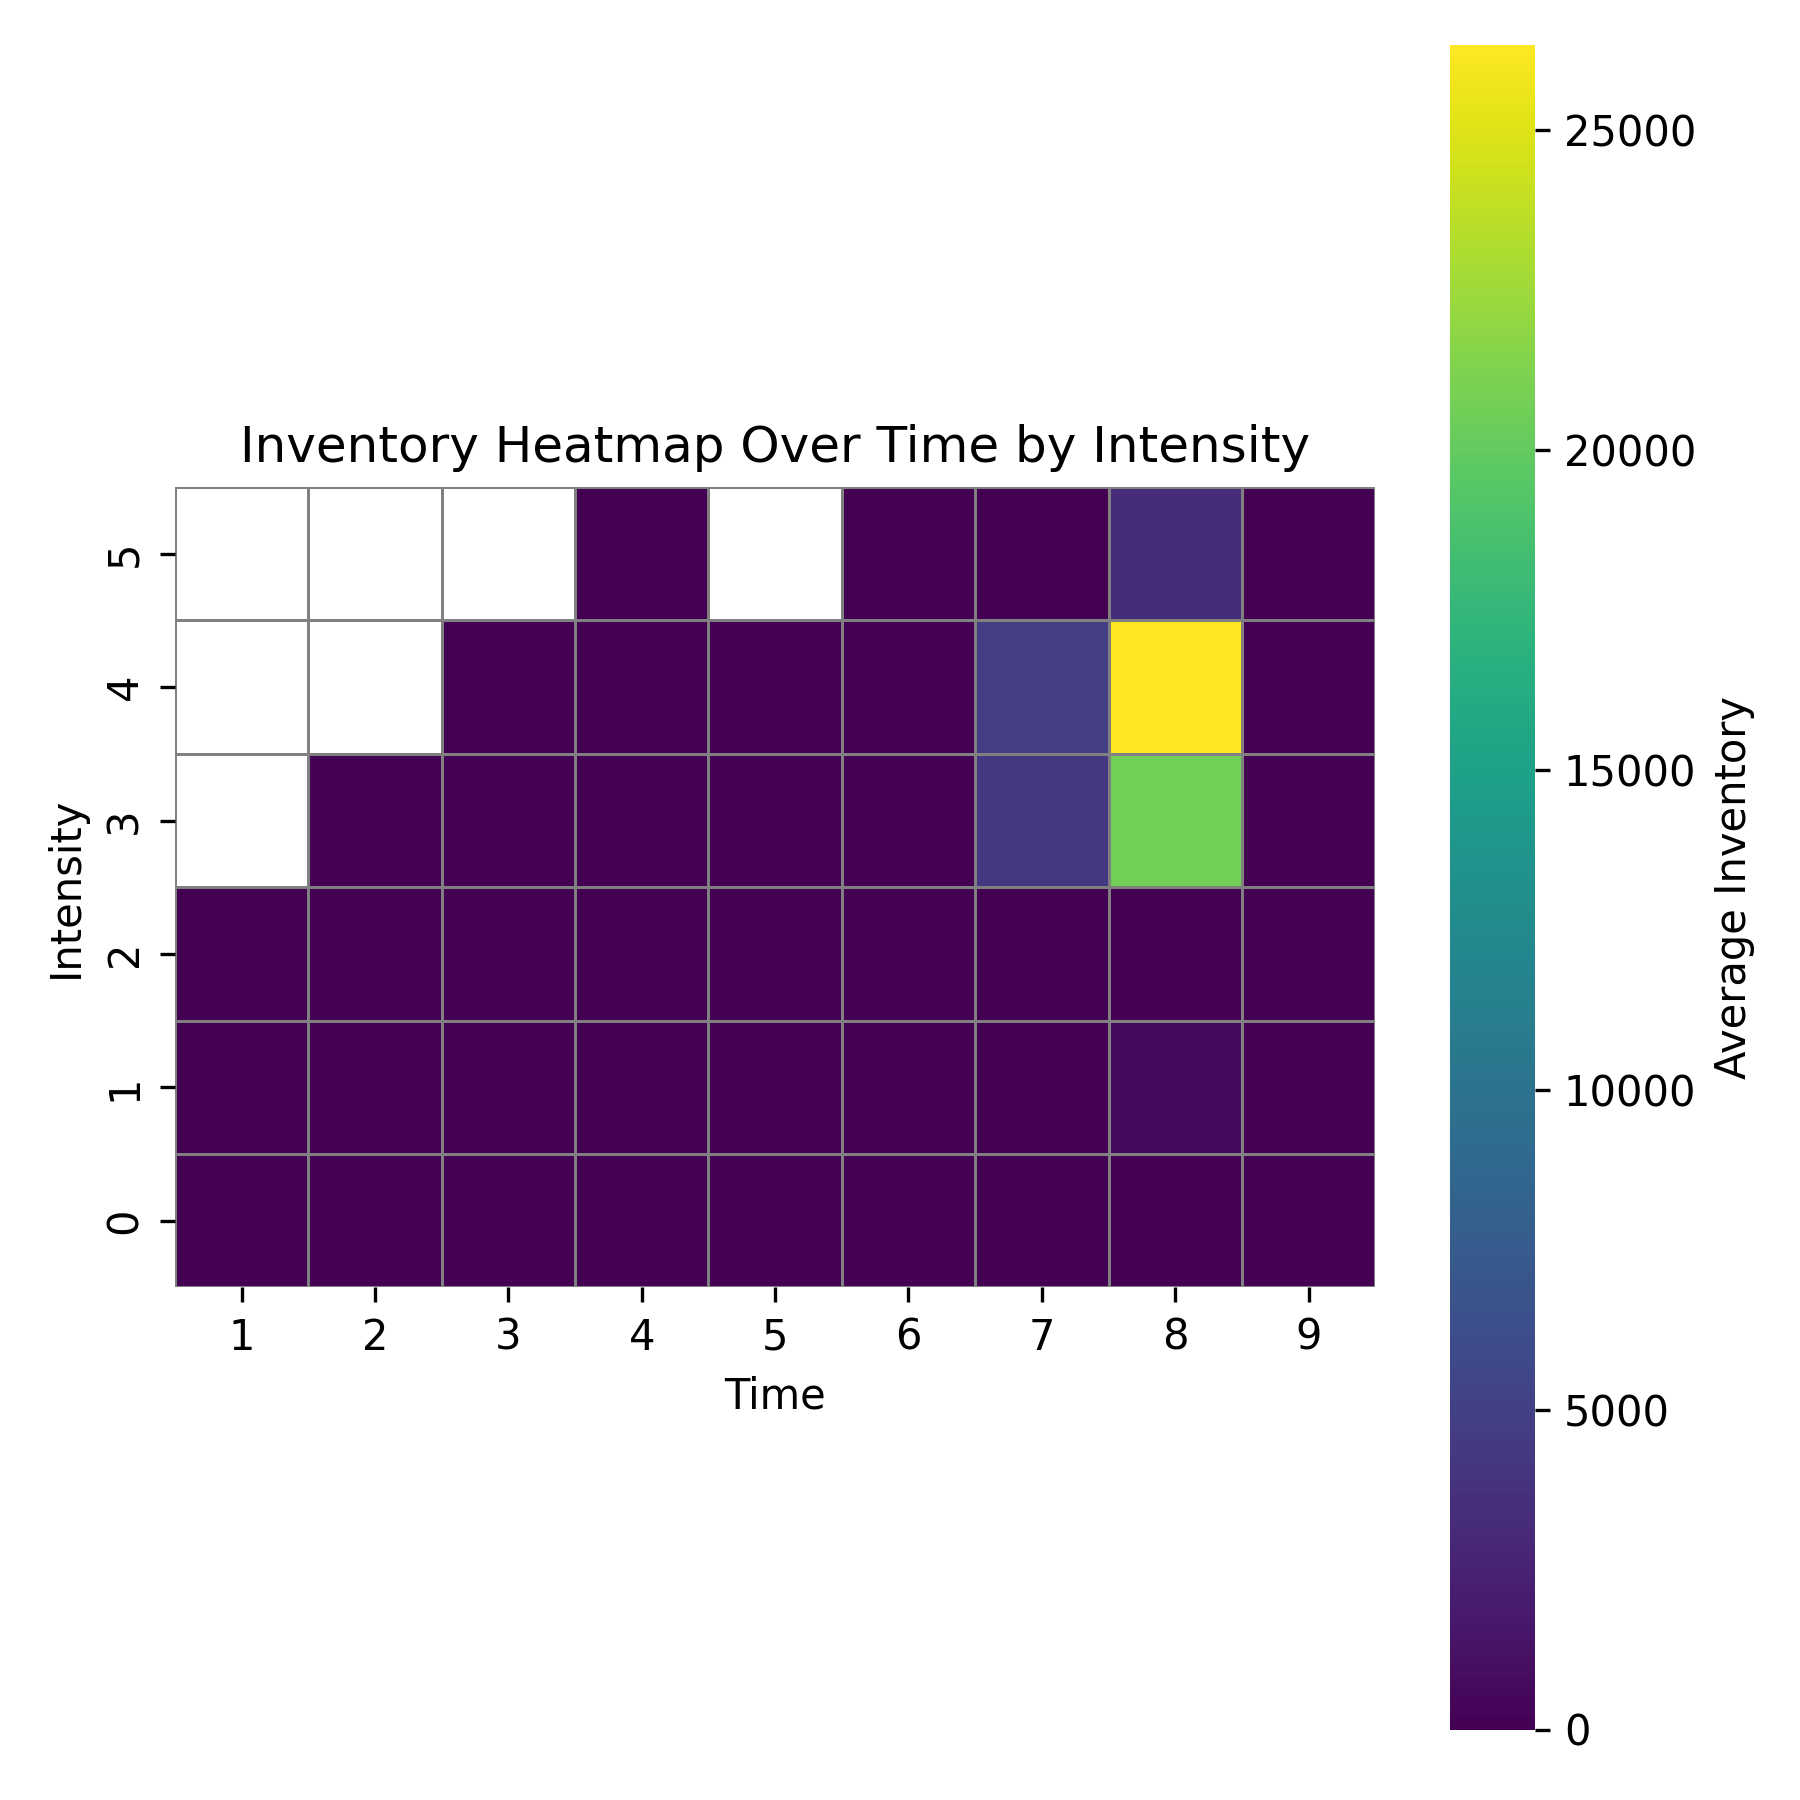 Inventory Heatmap Over Time by Intensity
Intensity
5
4
3
2
1
0
1 2 3 4 5 6 7 8 9
Time
25000
20000
15000
10000
5000
0
Average Inventory